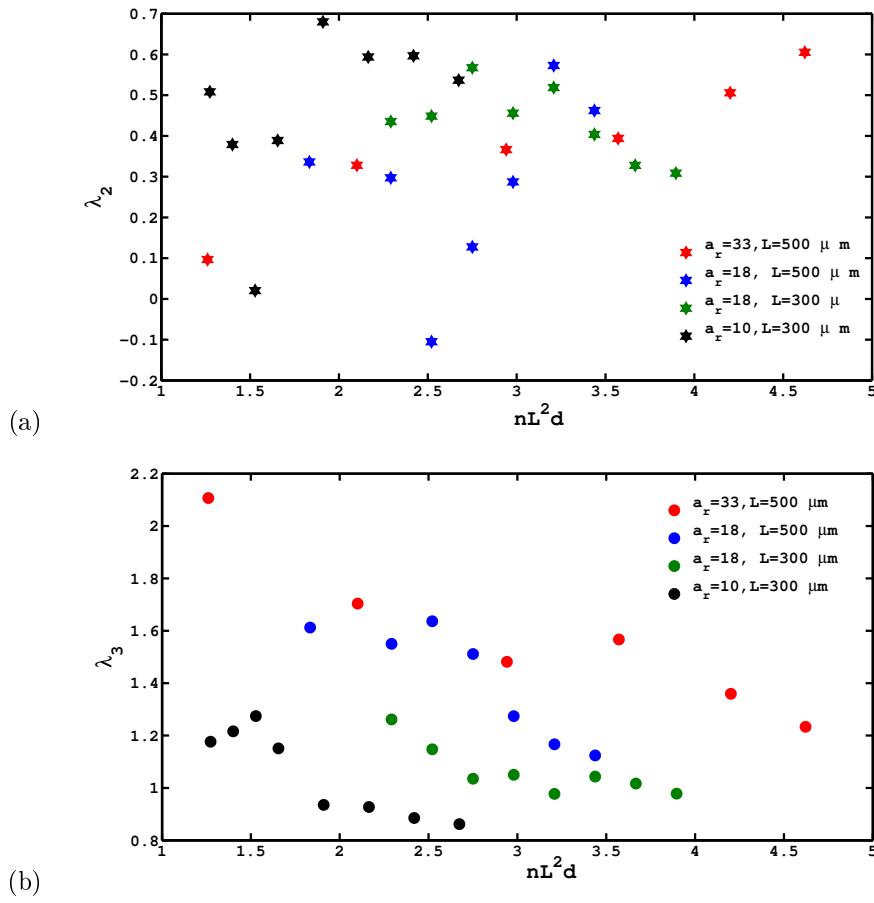 0.7
0.6
0.5
0.4
0.3
0.2
0.1
0
−0.1
−0.2
λ₂
a_r=33,L=500 μ m
a_r=18, L=500 μ m
a_r=18, L=300 μ
a_r=10,L=300 μ m
1 1.5 2 2.5 3 3.5 4 4.5 5
nL²d
(a)
2.2
2
1.8
1.6
1.4
1.2
1
0.8
λ₃
a_r=33,L=500 μm
a_r=18, L=500 μm
a_r=18, L=300 μm
a_r=10,L=300 μm
1 1.5 2 2.5 3 3.5 4 4.5 5
nL²d
(b)